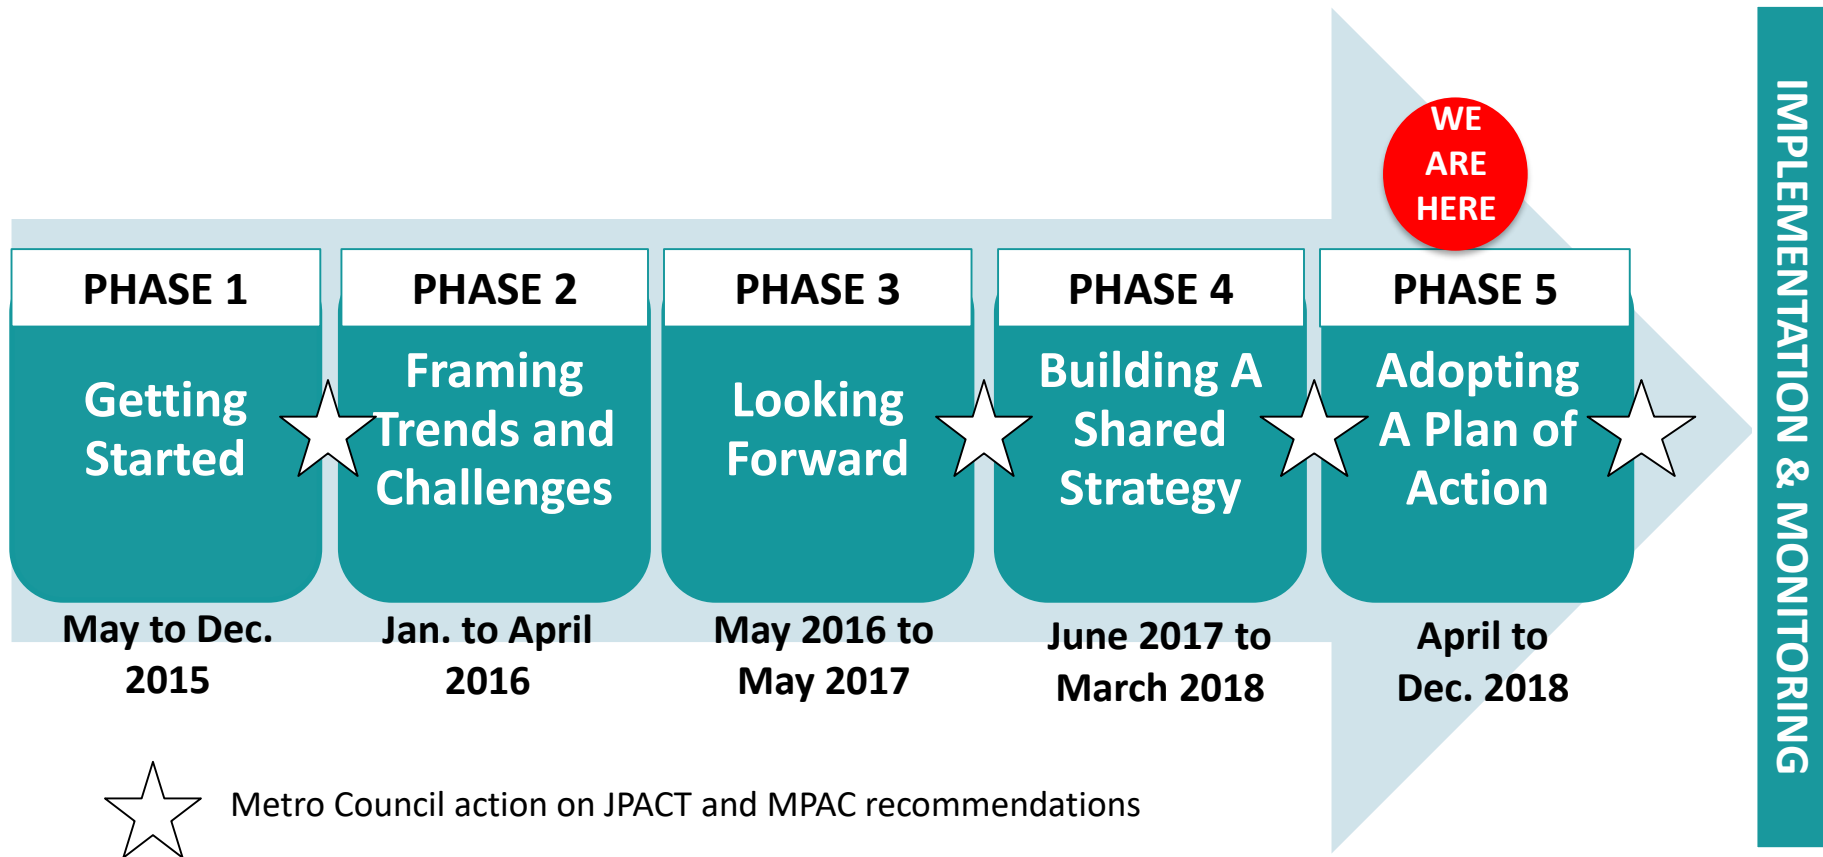 WE
ARE
HERE
PHASE 1
Getting
Started
May to Dec.
2015
PHASE 2
Framing
Trends and
Challenges
Jan. to April
2016
PHASE 3
Looking
Forward
May 2016 to
May 2017
PHASE 4
Building A
Shared
Strategy
June 2017 to
March 2018
PHASE 5
Adopting
A Plan of
Action
April to
Dec. 2018
IMPLEMENTATION & MONITORING
Metro Council action on JPACT and MPAC recommendations